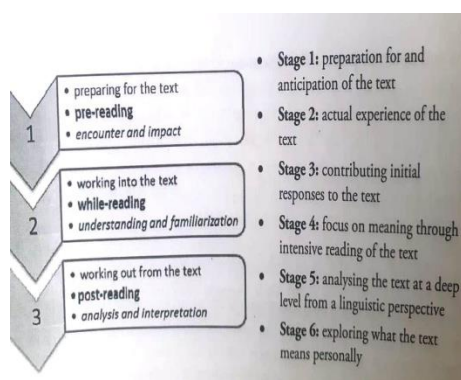 1
• preparing for the text
• pre-reading
• encounter and impact
2
• working into the text
• while-reading
• understanding and familiarization
3
• working out from the text
• post-reading
• analysis and interpretation
• Stage 1: preparation for and
anticipation of the text
• Stage 2: actual experience of the
text
• Stage 3: contributing initial
responses to the text
• Stage 4: focus on meaning through
intensive reading of the text
• Stage 5: analysing the text at a deep
level from a linguistic perspective
• Stage 6: exploring what the text
means personally